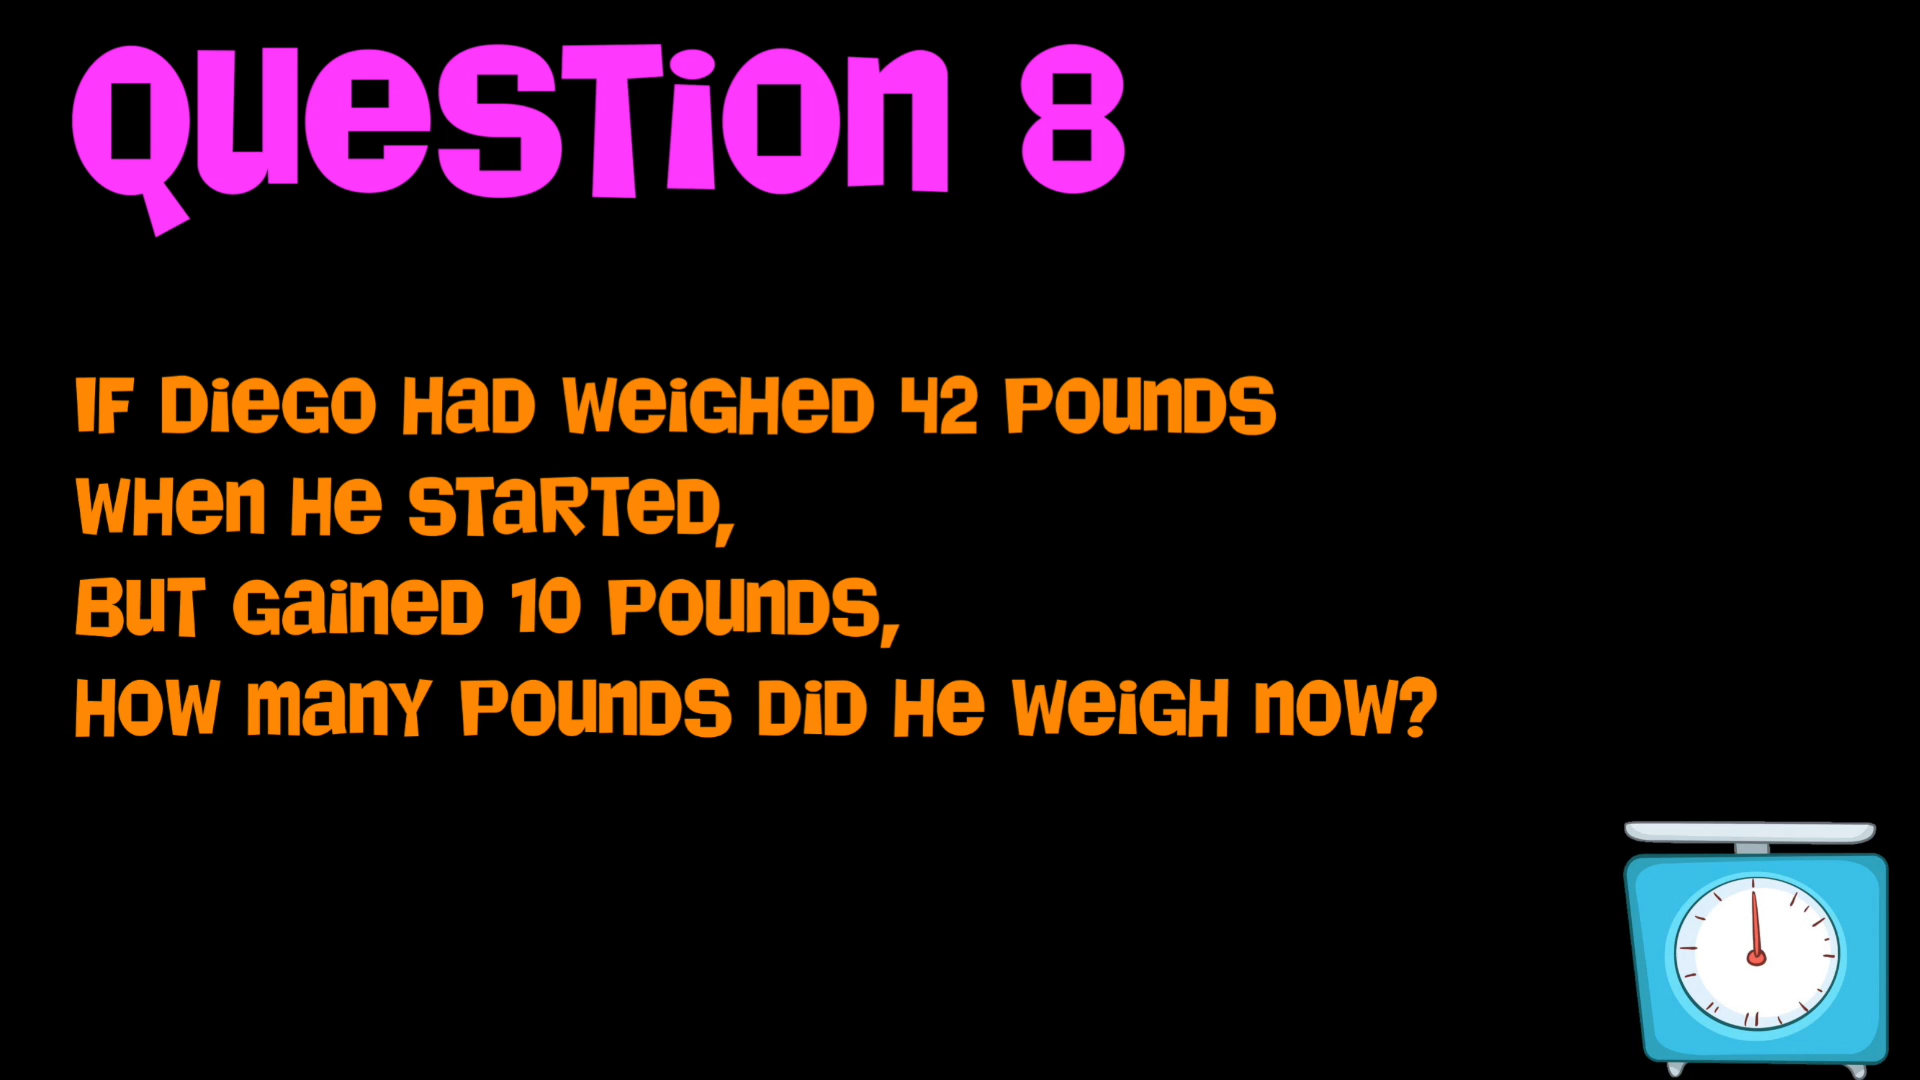 Question 8
If Diego had weighed 42 pounds
when he started,
but gained 10 pounds,
how many pounds did he weigh now?